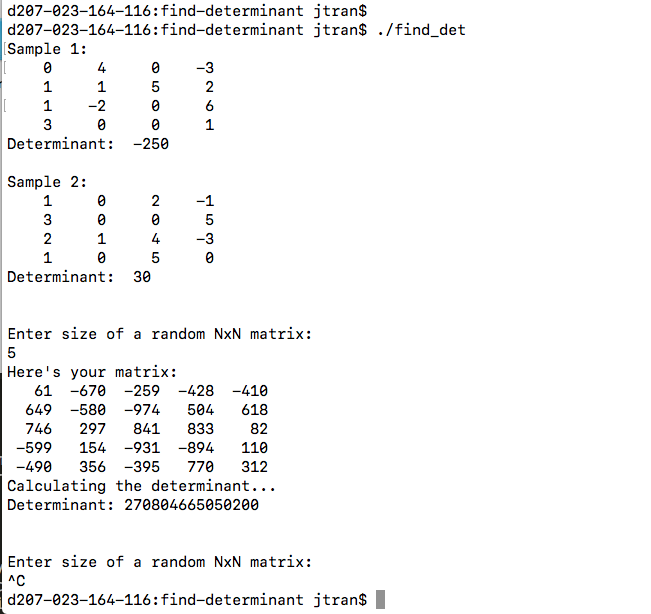 d207-023-164-116:find-determinant jtran$
d207-023-164-116:find-determinant jtran$ ./find_det
Sample 1:
    0    4    0   -3
    1    1    5    2
    1   -2    0    6
    3    0    0    1
Determinant:  -250

Sample 2:
    1    0    2   -1
    3    0    0    5
    2    1    4   -3
    1    0    5    0
Determinant:  30


Enter size of a random NxN matrix:
5
Here's your matrix:
   61  -670  -259  -428  -410
  649  -580  -974   504   618
  746   297   841   833    82
 -599   154  -931  -894   110
 -490   356  -395   770   312
Calculating the determinant...
Determinant: 270804665050200


Enter size of a random NxN matrix:
^C
d207-023-164-116:find-determinant jtran$